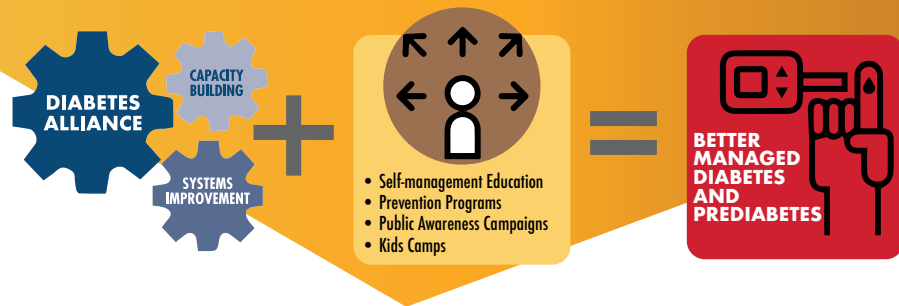 DIABETES
ALLIANCE
CAPACITY
BUILDING
SYSTEMS
IMPROVEMENT
• Self-management Education
• Prevention Programs
• Public Awareness Campaigns
• Kids Camps
BETTER
MANAGED
DIABETES
AND
PREDIABETES